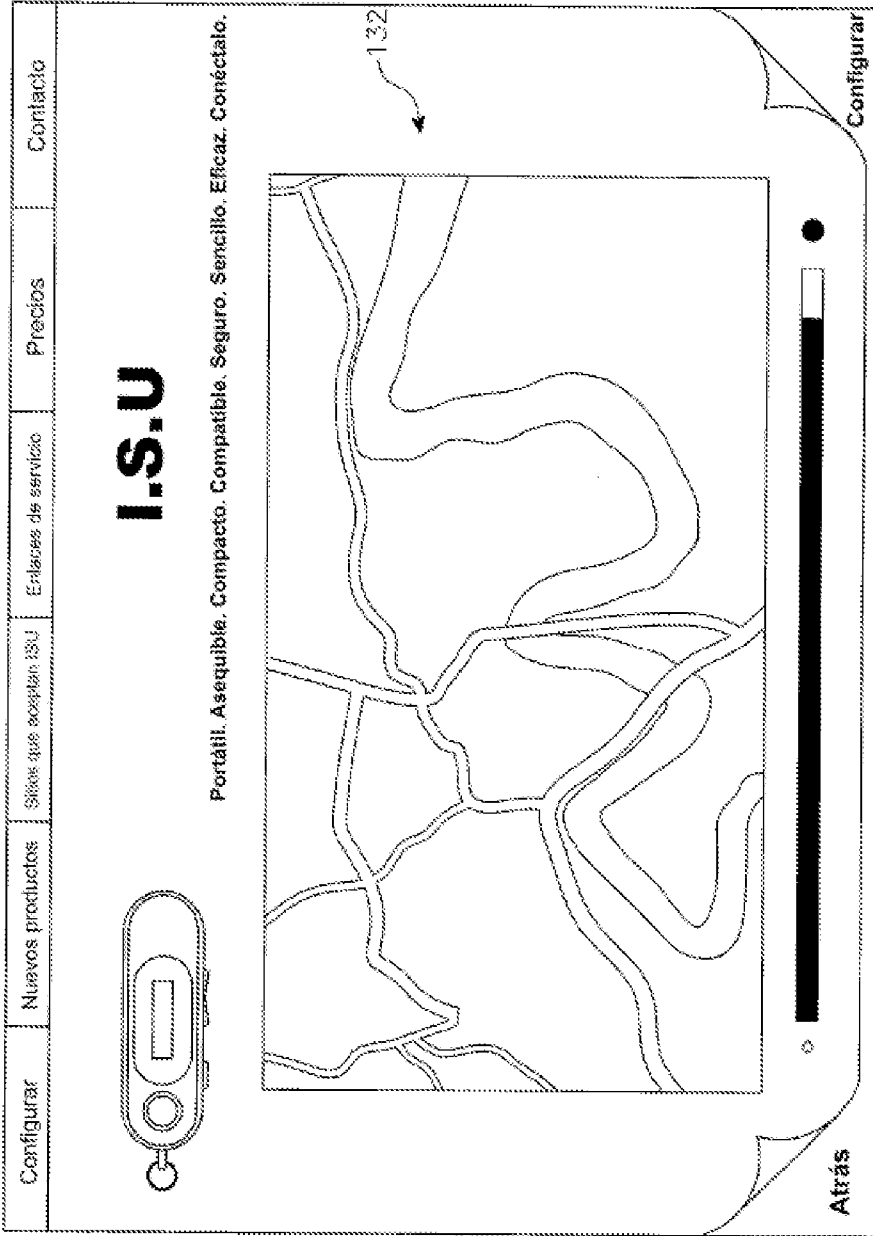 Configurar
Nuevos productos
Sitios que aceptan ISU
Enlaces de servicio
Precios
Contacto
I.S.U
Portátil. Asequible. Compacto. Compatible. Seguro. Sencillo. Eficaz. Conéctalo.
132
Atrás
Configurar